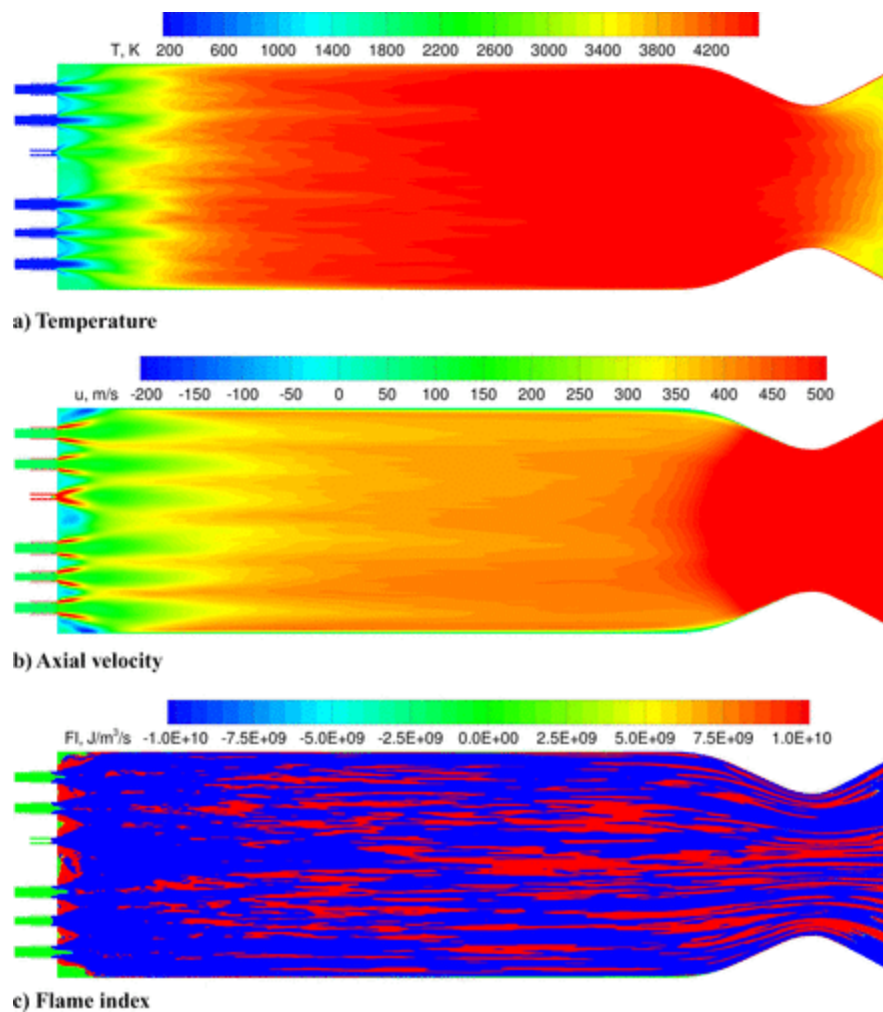 T, K 200 600 1000 1400 1800 2200 2600 3000 3400 3800 4200
a) Temperature
u, m/s -200 -150 -100 -50 0 50 100 150 200 250 300 350 400 450 500
b) Axial velocity
FI, J/m³/s -1.0E+10 -7.5E+09 -5.0E+09 -2.5E+09 0.0E+00 2.5E+09 5.0E+09 7.5E+09 1.0E+10
c) Flame index